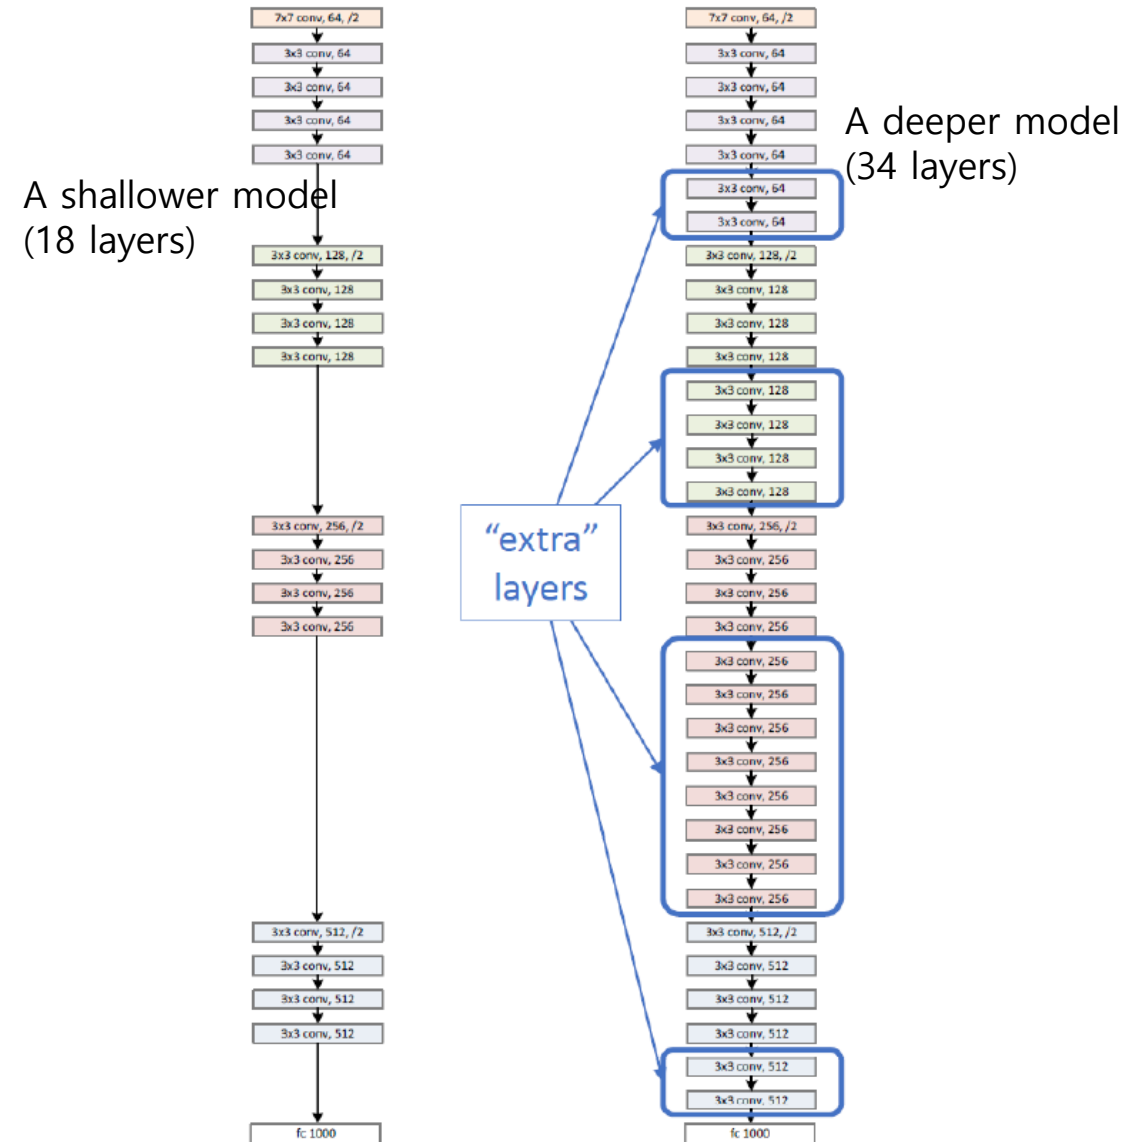 7x7 conv, 64, /2
3x3 conv, 64
3x3 conv, 64
3x3 conv, 64
3x3 conv, 64
A shallower model
(18 layers)
3x3 conv, 128, /2
3x3 conv, 128
3x3 conv, 128
3x3 conv, 128
3x3 conv, 256, /2
3x3 conv, 256
3x3 conv, 256
3x3 conv, 256
3x3 conv, 512, /2
3x3 conv, 512
3x3 conv, 512
3x3 conv, 512
fc 1000
"extra"
layers
7x7 conv, 64, /2
3x3 conv, 64
3x3 conv, 64
3x3 conv, 64
3x3 conv, 64
3x3 conv, 64
3x3 conv, 64
A deeper model
(34 layers)
3x3 conv, 128, /2
3x3 conv, 128
3x3 conv, 128
3x3 conv, 128
3x3 conv, 128
3x3 conv, 128
3x3 conv, 128
3x3 conv, 128
3x3 conv, 256, /2
3x3 conv, 256
3x3 conv, 256
3x3 conv, 256
3x3 conv, 256
3x3 conv, 256
3x3 conv, 256
3x3 conv, 256
3x3 conv, 256
3x3 conv, 256
3x3 conv, 256
3x3 conv, 256
3x3 conv, 512, /2
3x3 conv, 512
3x3 conv, 512
3x3 conv, 512
3x3 conv, 512
3x3 conv, 512
fc 1000